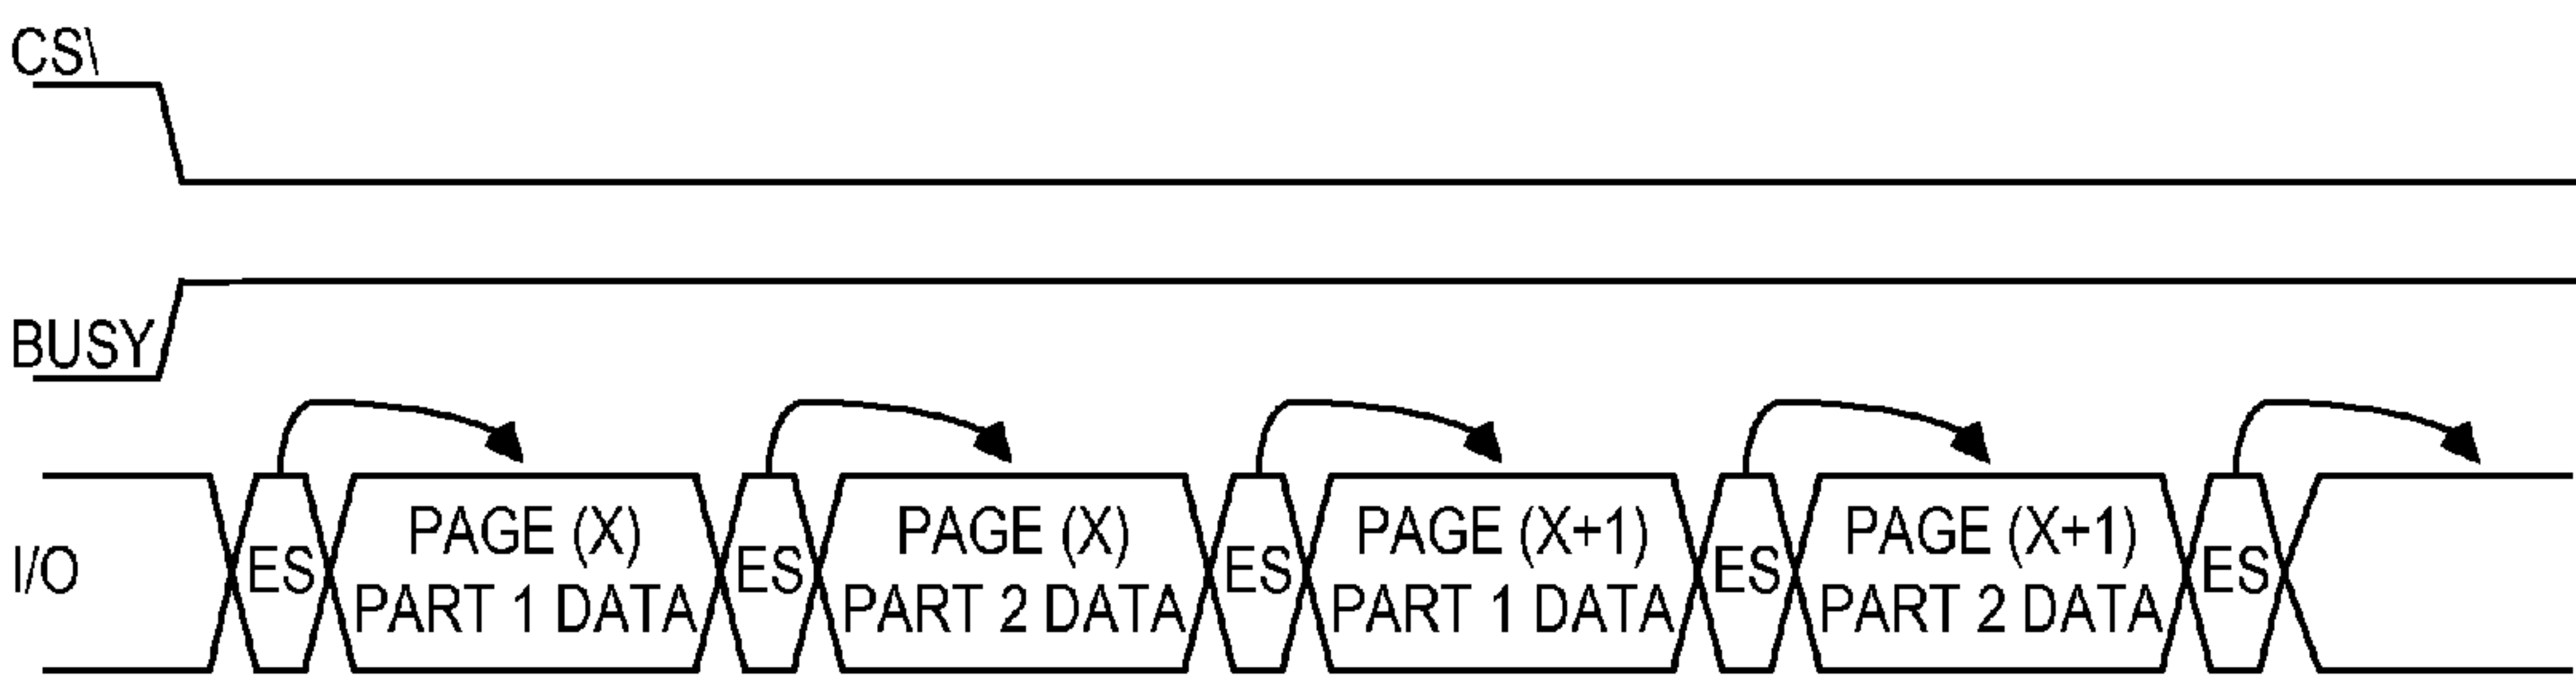 CS\
BUSY
I/O
ES
PAGE (X)
PART 1 DATA
ES
PAGE (X)
PART 2 DATA
ES
PAGE (X+1)
PART 1 DATA
ES
PAGE (X+1)
PART 2 DATA
ES